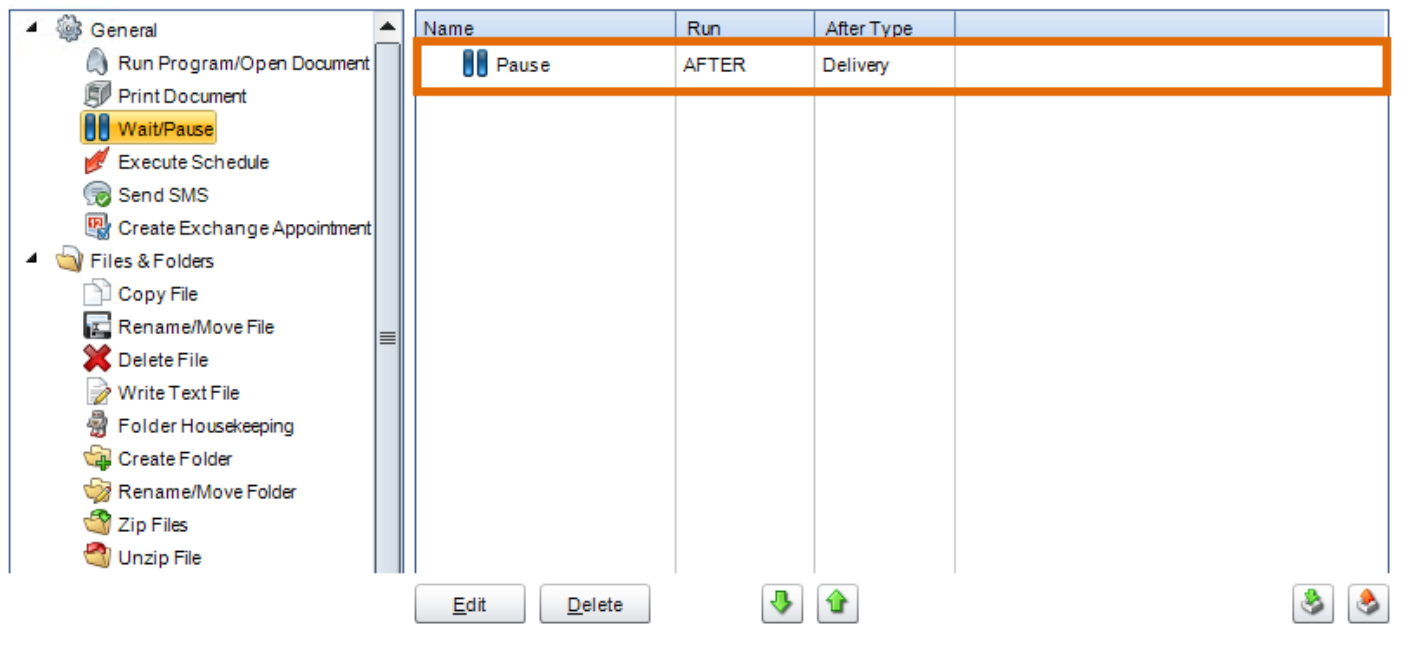 General
Run Program/Open Document
Print Document
Wait/Pause
Execute Schedule
Send SMS
Create Exchange Appointment
Files & Folders
Copy File
Rename/Move File
Delete File
Write Text File
Folder Housekeeping
Create Folder
Rename/Move Folder
Zip Files
Unzip File
Name Run After Type
Pause AFTER Delivery
Edit Delete